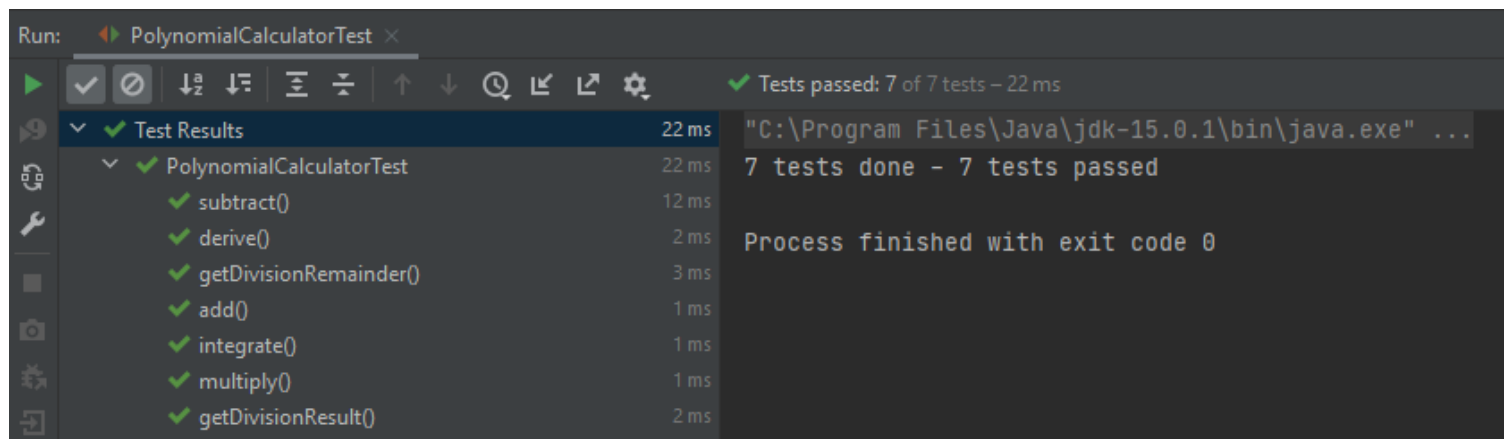 Run: PolynomialCalculatorTest ×
Tests passed: 7 of 7 tests – 22 ms
Test Results 22 ms
PolynomialCalculatorTest 22 ms
subtract() 12 ms
derive() 2 ms
getDivisionRemainder() 3 ms
add() 1 ms
integrate() 1 ms
multiply() 1 ms
getDivisionResult() 2 ms
"C:\Program Files\Java\jdk-15.0.1\bin\java.exe" ...
7 tests done – 7 tests passed
Process finished with exit code 0